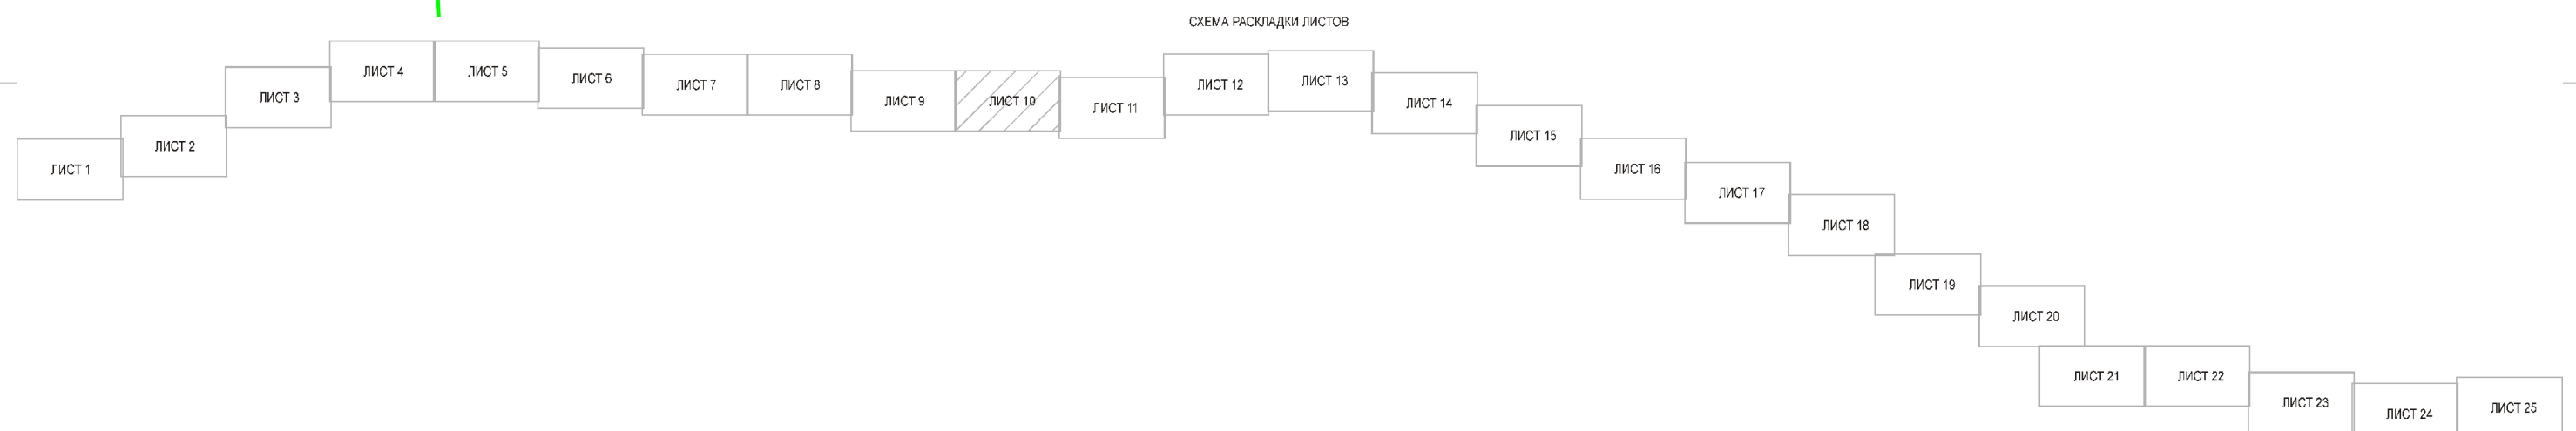 СХЕМА РАСКЛАДКИ ЛИСТОВ
ЛИСТ 1
ЛИСТ 2
ЛИСТ 3
ЛИСТ 4
ЛИСТ 5
ЛИСТ 6
ЛИСТ 7
ЛИСТ 8
ЛИСТ 9
ЛИСТ 10
ЛИСТ 11
ЛИСТ 12
ЛИСТ 13
ЛИСТ 14
ЛИСТ 15
ЛИСТ 16
ЛИСТ 17
ЛИСТ 18
ЛИСТ 19
ЛИСТ 20
ЛИСТ 21
ЛИСТ 22
ЛИСТ 23
ЛИСТ 24
ЛИСТ 25